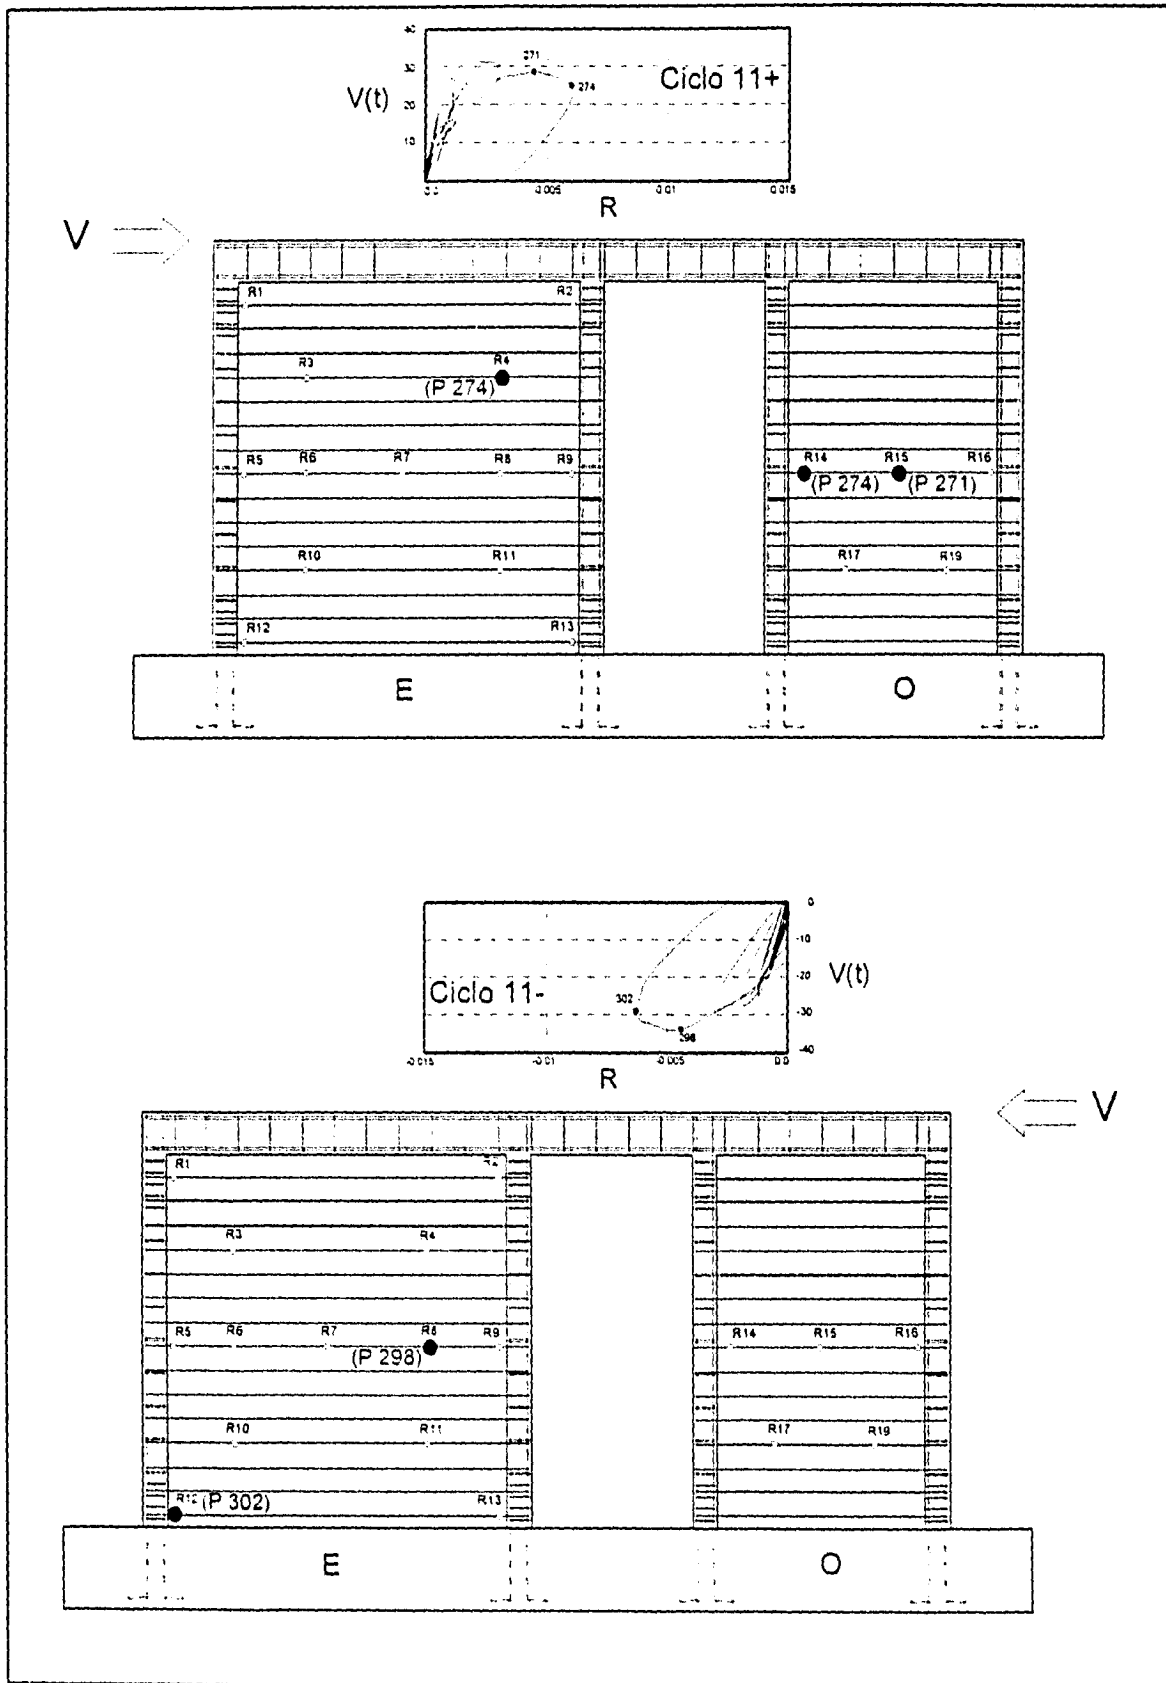 40
30
20
10
V(t)
271
274
Ciclo 11+
0.0
0.005
0.01
0.015
R
V
R1
R2
R3
R4
(P 274)
R5
R6
R7
R8
R9
R14
R15
R16
(P 274)
(P 271)
R10
R11
R17
R19
R12
R13
E
O
0
-10
-20
-30
-40
V(t)
Ciclo 11-
302
298
-0.015
-0.01
-0.005
0.0
R
V
R1
R2
R3
R4
R5
R6
R7
R8
R9
R14
R15
R16
(P 298)
R10
R11
R17
R19
R12
(P 302)
R13
E
O